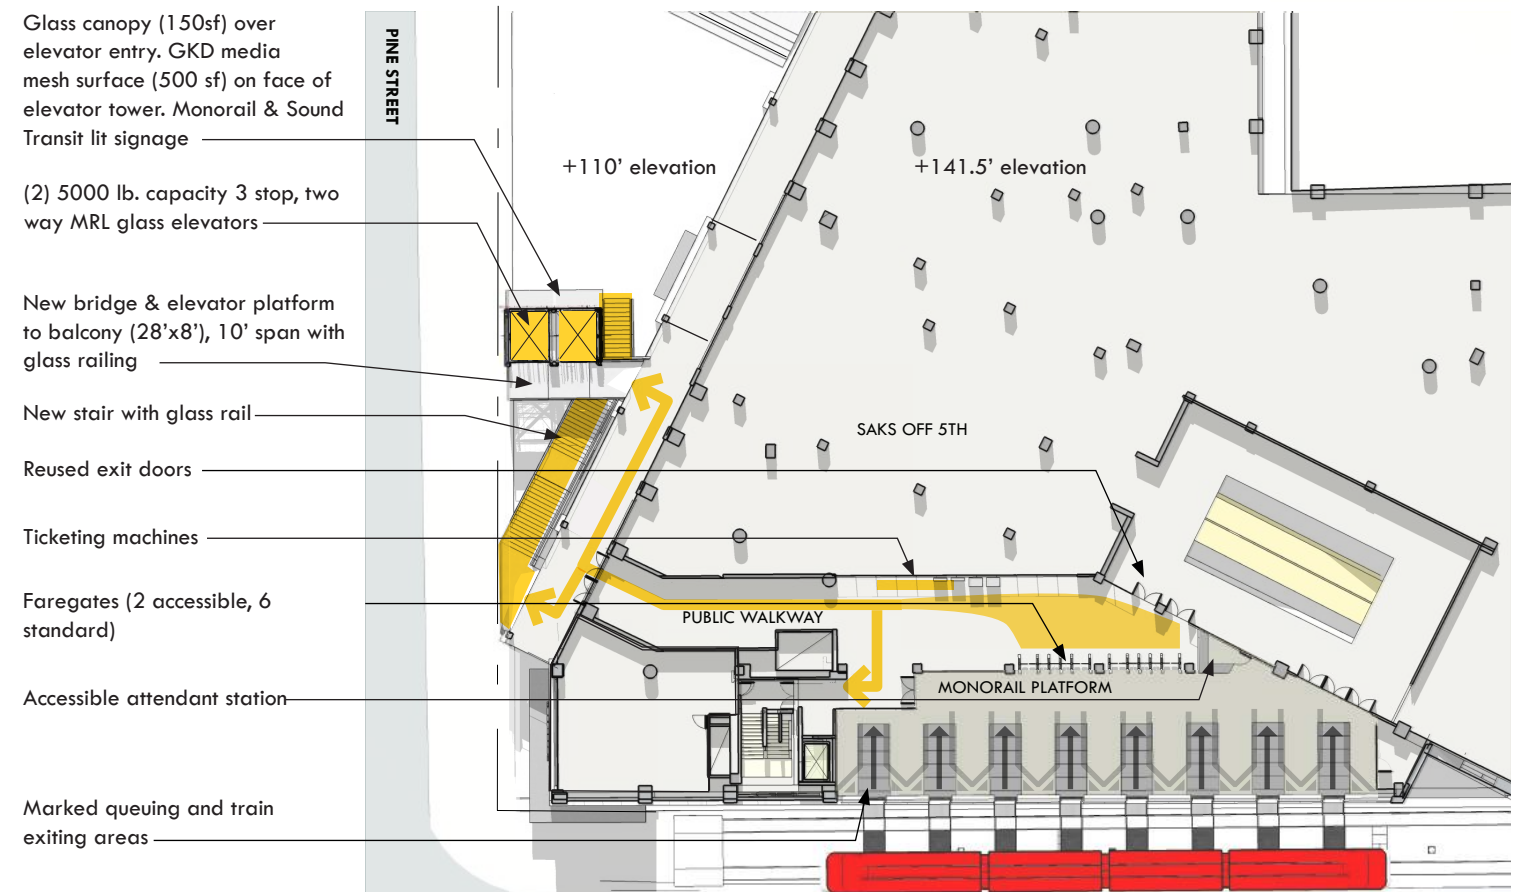 Glass canopy (150sf) over
elevator entry. GKD media
mesh surface (500 sf) on face of
elevator tower. Monorail & Sound
Transit lit signage
(2) 5000 lb. capacity 3 stop, two
way MRL glass elevators
New bridge & elevator platform
to balcony (28’x8’), 10’ span with
glass railing
New stair with glass rail
Reused exit doors
Ticketing machines
Faregates (2 accessible, 6
standard)
Accessible attendant station
Marked queuing and train
exiting areas
PINE STREET
+110’ elevation
+141.5’ elevation
SAKS OFF 5TH
PUBLIC WALKWAY
MONORAIL PLATFORM